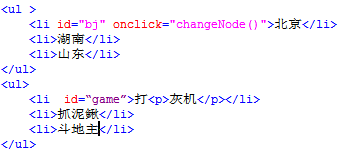 <ul >
    <li id="bj" onclick="changeNode()">北京</li>
    <li>湖南</li>
    <li>山东</li>
</ul>
<ul>
    <li  id=“game”>打<p>灰机</p></li>
    <li>抓泥鳅</li>
    <li>斗地主</li>
</ul>